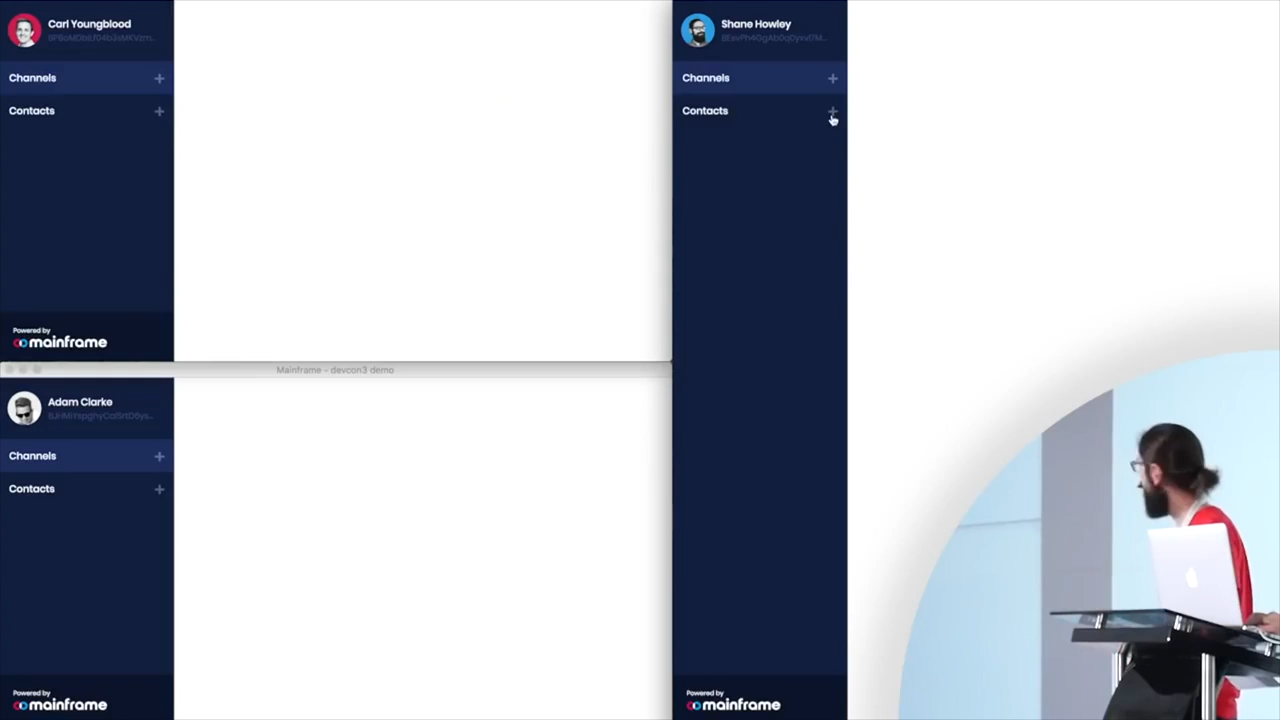 Carl Youngblood
Channels +
Contacts +
Powered by
mainframe
Mainframe - devcon3 demo
Adam Clarke
Channels +
Contacts +
Powered by
mainframe
Shane Howley
Channels +
Contacts +
Powered by
mainframe